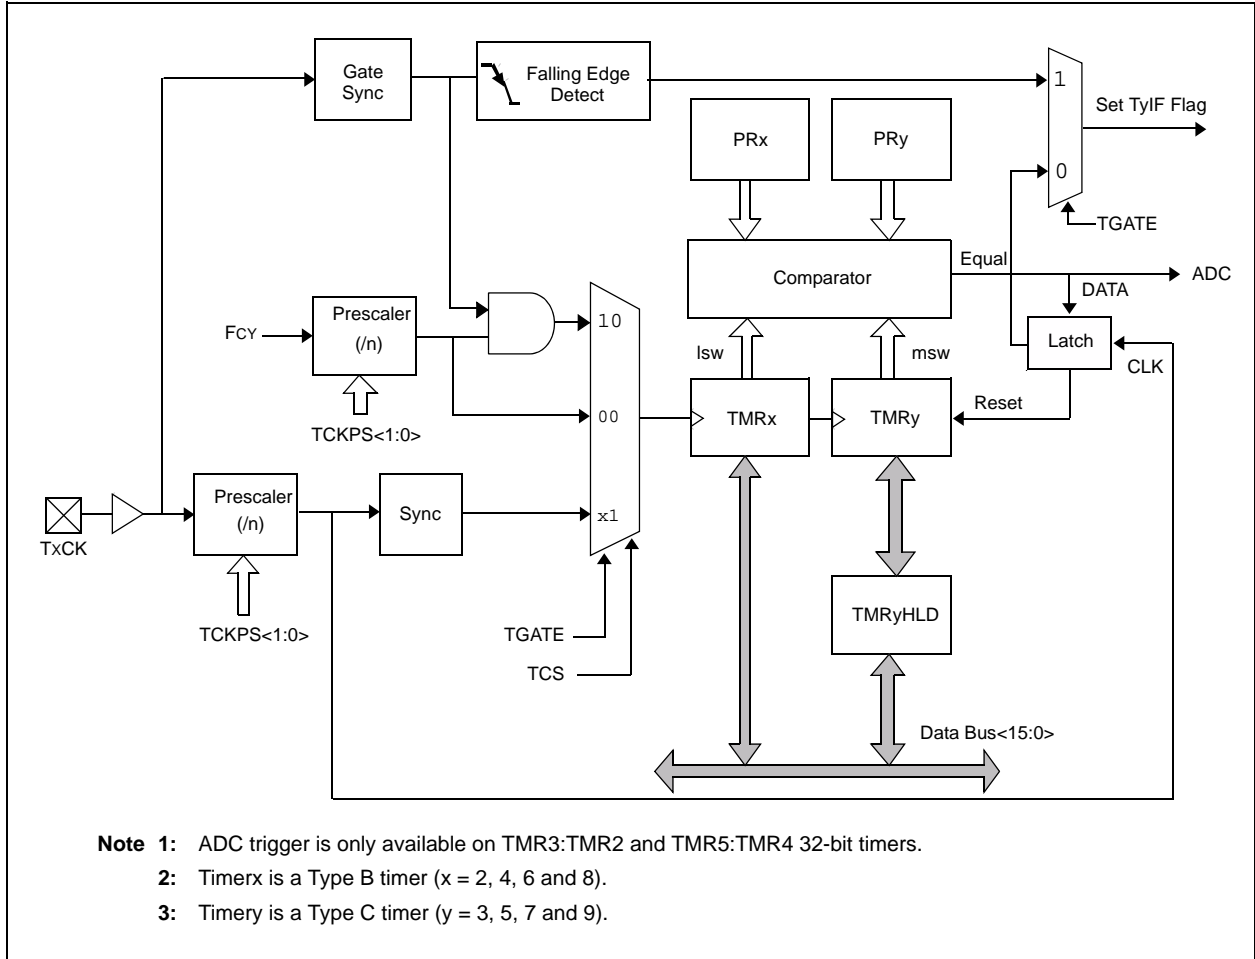 Gate
Sync
Falling Edge
Detect
1
Set TyIF Flag
PRx
PRy
0
TGATE
Equal
ADC
Comparator
DATA
Prescaler
(/n)
FCY
10
Latch
lsw
msw
CLK
TCKPS<1:0>
00
TMRx
TMRy
Reset
Prescaler
(/n)
Sync
x1
TxCK
TCKPS<1:0>
TGATE
TCS
TMRyHLD
Data Bus<15:0>
Note 1: ADC trigger is only available on TMR3:TMR2 and TMR5:TMR4 32-bit timers.
2: Timerx is a Type B timer (x = 2, 4, 6 and 8).
3: Timery is a Type C timer (y = 3, 5, 7 and 9).